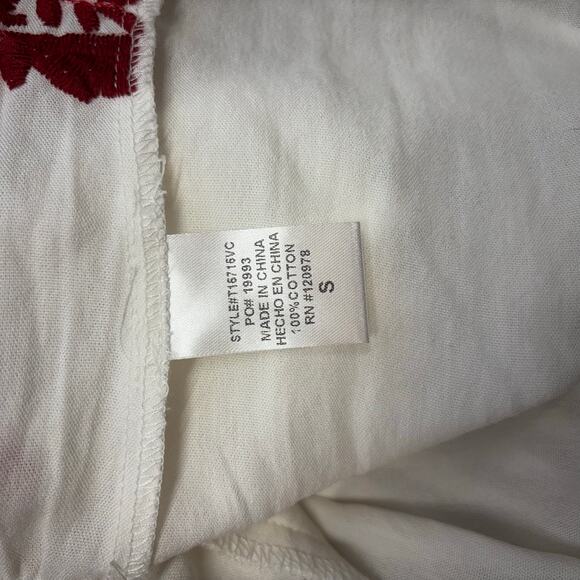 STYLE#T16716VC
PO# 19993
MADE IN CHINA
HECHO EN CHINA
100%COTTON
RN #120978
S